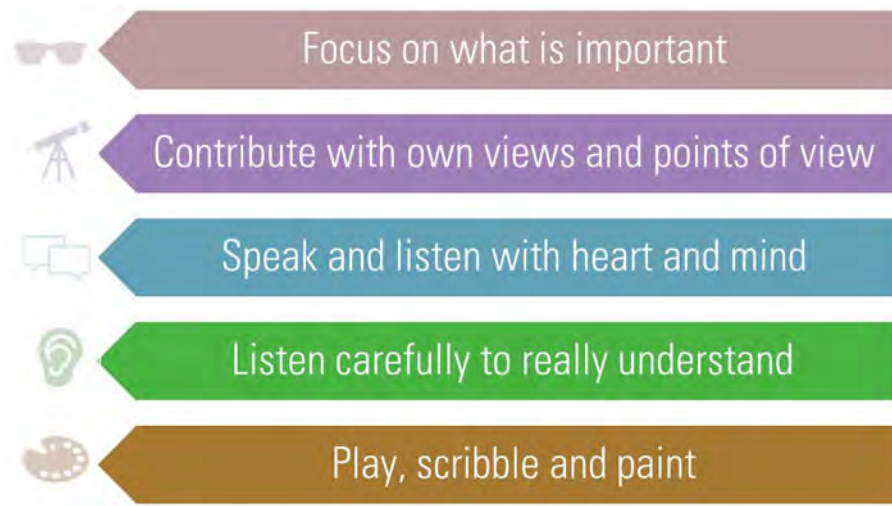 Focus on what is important
Contribute with own views and points of view
Speak and listen with heart and mind
Listen carefully to really understand
Play, scribble and paint